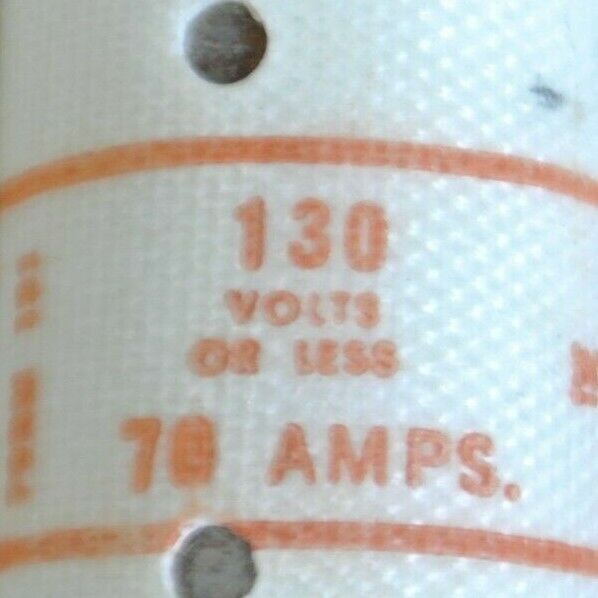 130
VOLTS
OR LESS
70 AMPS.